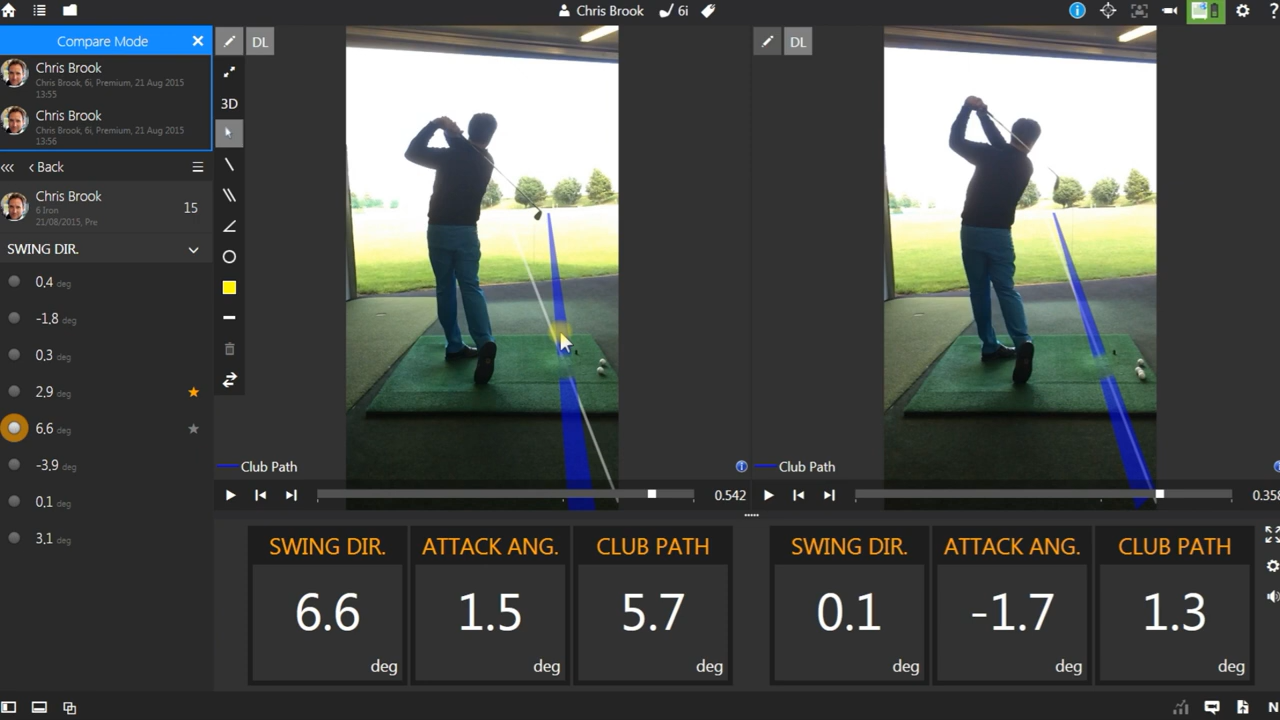 Chris Brook 6i
?
Compare Mode
Chris Brook
Chris Brook, 6i, Premium, 21 Aug 2015
13:55
Chris Brook
Chris Brook, 6i, Premium, 21 Aug 2015
13:56
Back
Chris Brook
6 Iron
21/08/2015, Pre
15
SWING DIR.
0,4 deg
-1,8 deg
0,3 deg
2,9 deg
6,6 deg
-3,9 deg
0,1 deg
3,1 deg
DL
3D
Club Path
0.542
DL
Club Path
0.358
SWING DIR. ATTACK ANG. CLUB PATH
6.6 1.5 5.7
deg deg deg
SWING DIR. ATTACK ANG. CLUB PATH
0.1 -1.7 1.3
deg deg deg
N